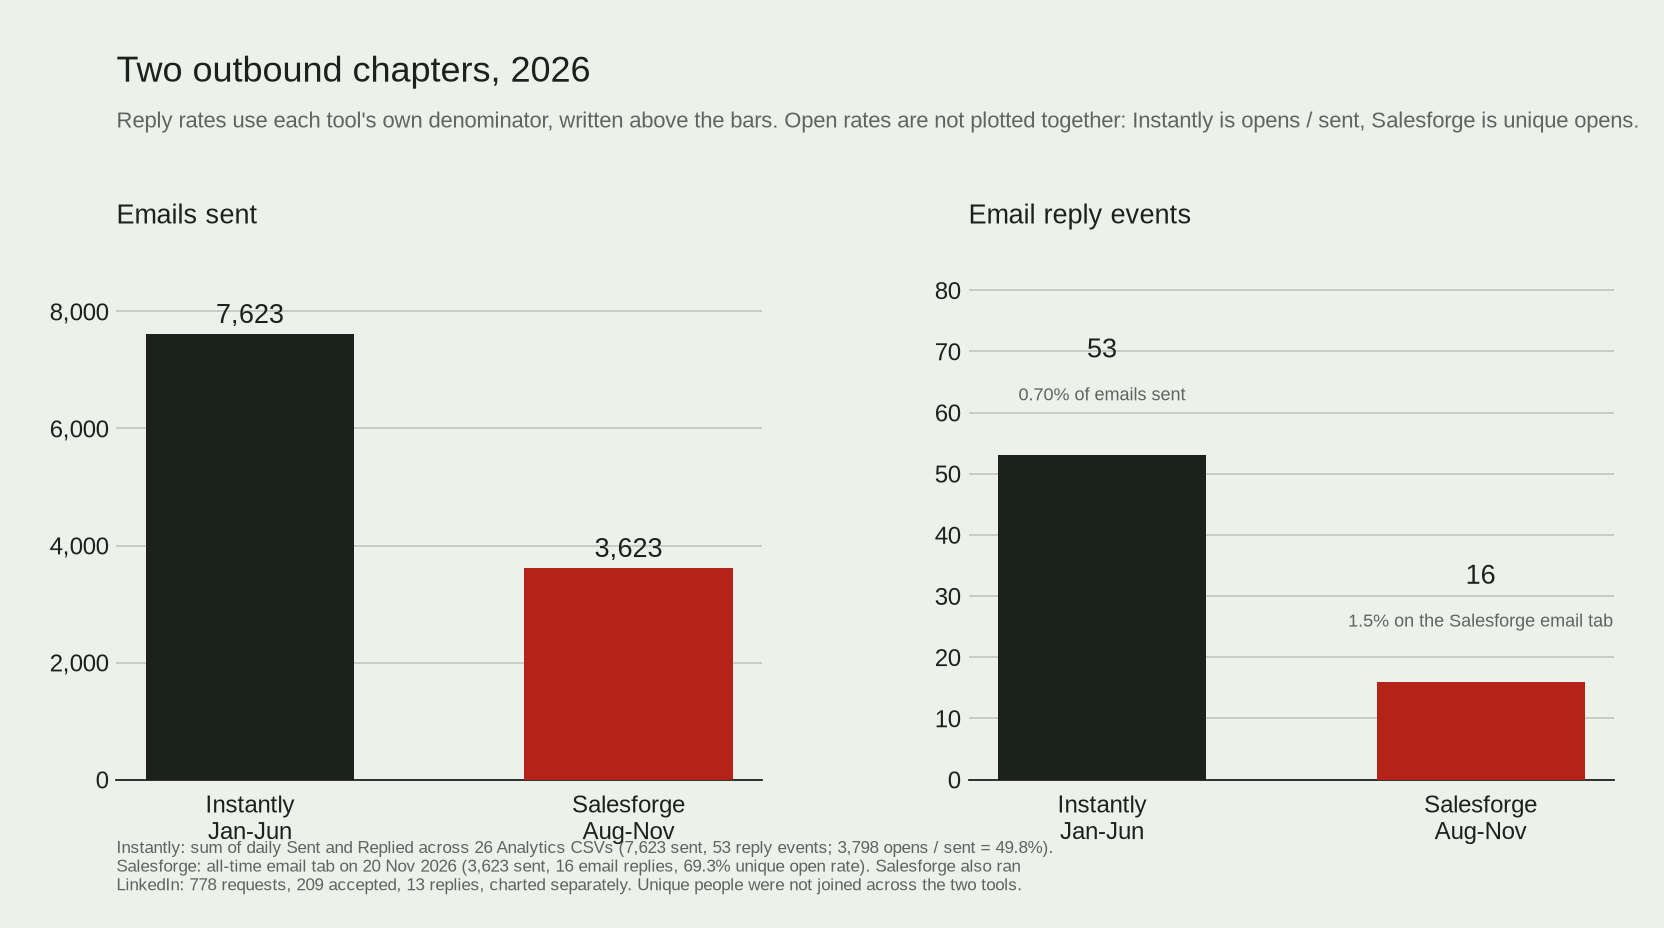 Two outbound chapters, 2026
Reply rates use each tool's own denominator, written above the bars. Open rates are not plotted together: Instantly is opens / sent, Salesforge is unique opens.
Emails sent
8,000
6,000
4,000
2,000
0
7,623
3,623
Instantly
Jan-Jun
Salesforge
Aug-Nov
Email reply events
80
70
60
50
40
30
20
10
0
53
0.70% of emails sent
16
1.5% on the Salesforge email tab
Instantly
Jan-Jun
Salesforge
Aug-Nov
Instantly: sum of daily Sent and Replied across 26 Analytics CSVs (7,623 sent, 53 reply events; 3,798 opens / sent = 49.8%).
Salesforge: all-time email tab on 20 Nov 2026 (3,623 sent, 16 email replies, 69.3% unique open rate). Salesforge also ran
LinkedIn: 778 requests, 209 accepted, 13 replies, charted separately. Unique people were not joined across the two tools.